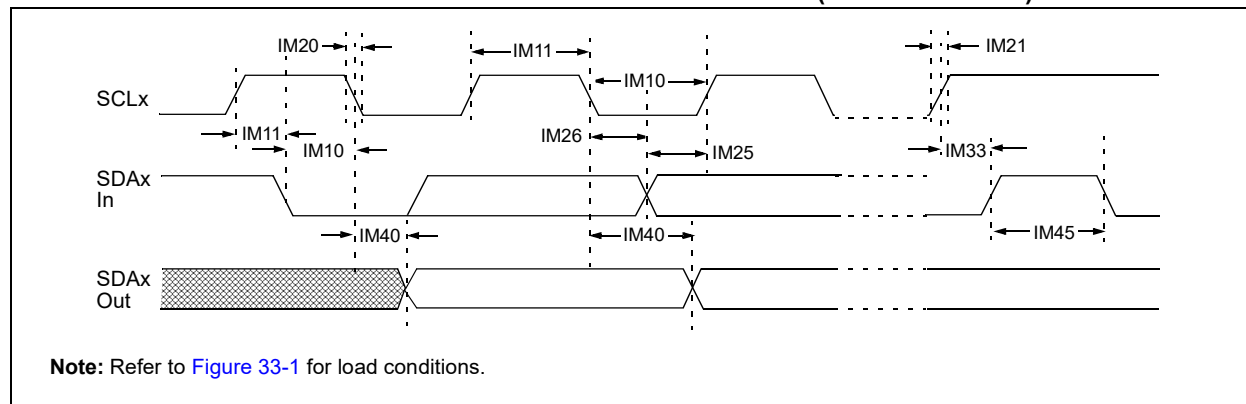 IM20
IM11
IM21
IM10
SCLx
IM11
IM26
IM10
IM25
IM33
SDAx
In
IM40
IM40
IM45
SDAx
Out
Note: Refer to Figure 33-1 for load conditions.